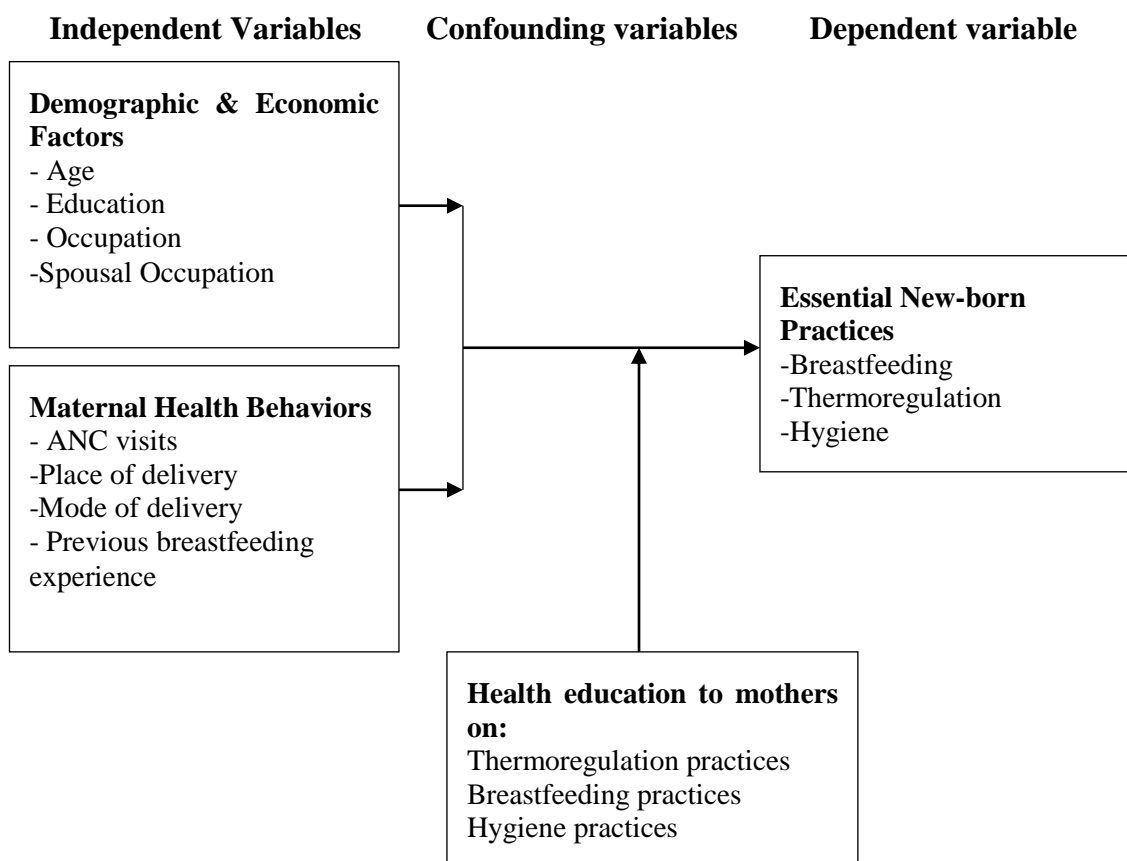 Independent Variables
Confounding variables
Dependent variable
Demographic & Economic
Factors
- Age
- Education
- Occupation
-Spousal Occupation
Maternal Health Behaviors
- ANC visits
-Place of delivery
-Mode of delivery
- Previous breastfeeding
experience
Essential New-born
Practices
-Breastfeeding
-Thermoregulation
-Hygiene
Health education to mothers
on:
Thermoregulation practices
Breastfeeding practices
Hygiene practices